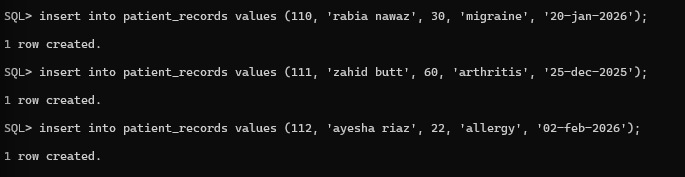 SQL> insert into patient_records values (110, 'rabia nawaz', 30, 'migraine', '20-jan-2026');
1 row created.
SQL> insert into patient_records values (111, 'zahid butt', 60, 'arthritis', '25-dec-2025');
1 row created.
SQL> insert into patient_records values (112, 'ayesha riaz', 22, 'allergy', '02-feb-2026');
1 row created.